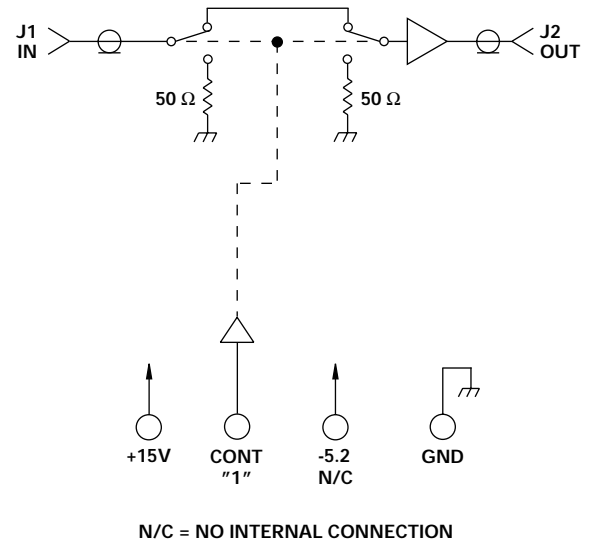 J1
IN
J2
OUT
50 Ω
50 Ω
+15V
CONT
"1"
-5.2
N/C
GND
N/C = NO INTERNAL CONNECTION